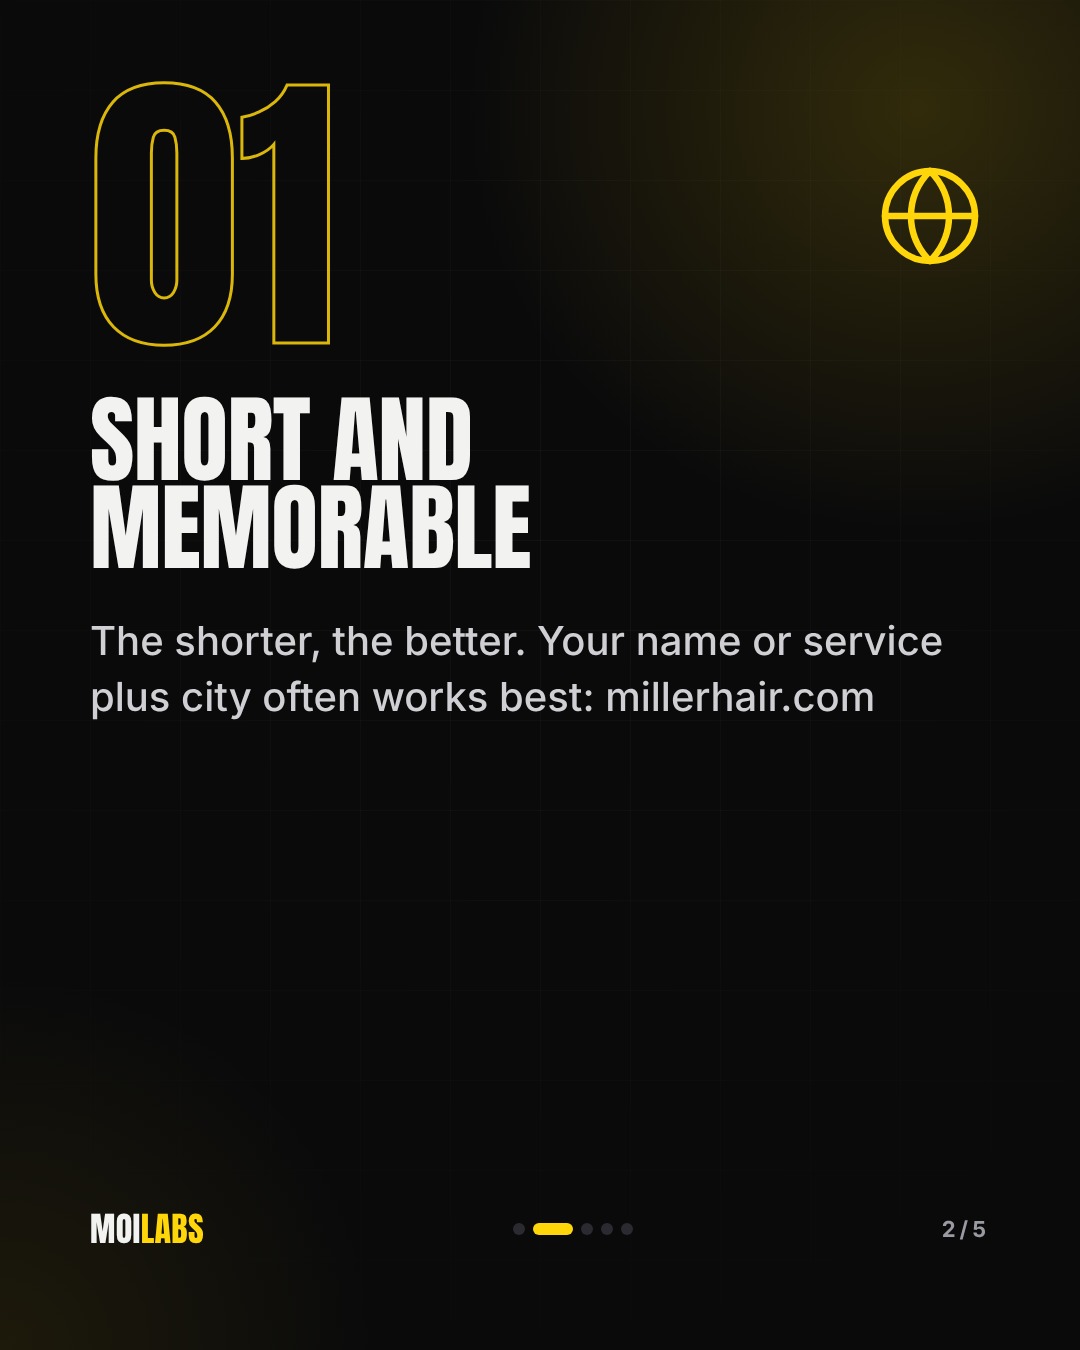 01
SHORT AND
MEMORABLE
The shorter, the better. Your name or service
plus city often works best: millerhair.com
MOILABS
2/5